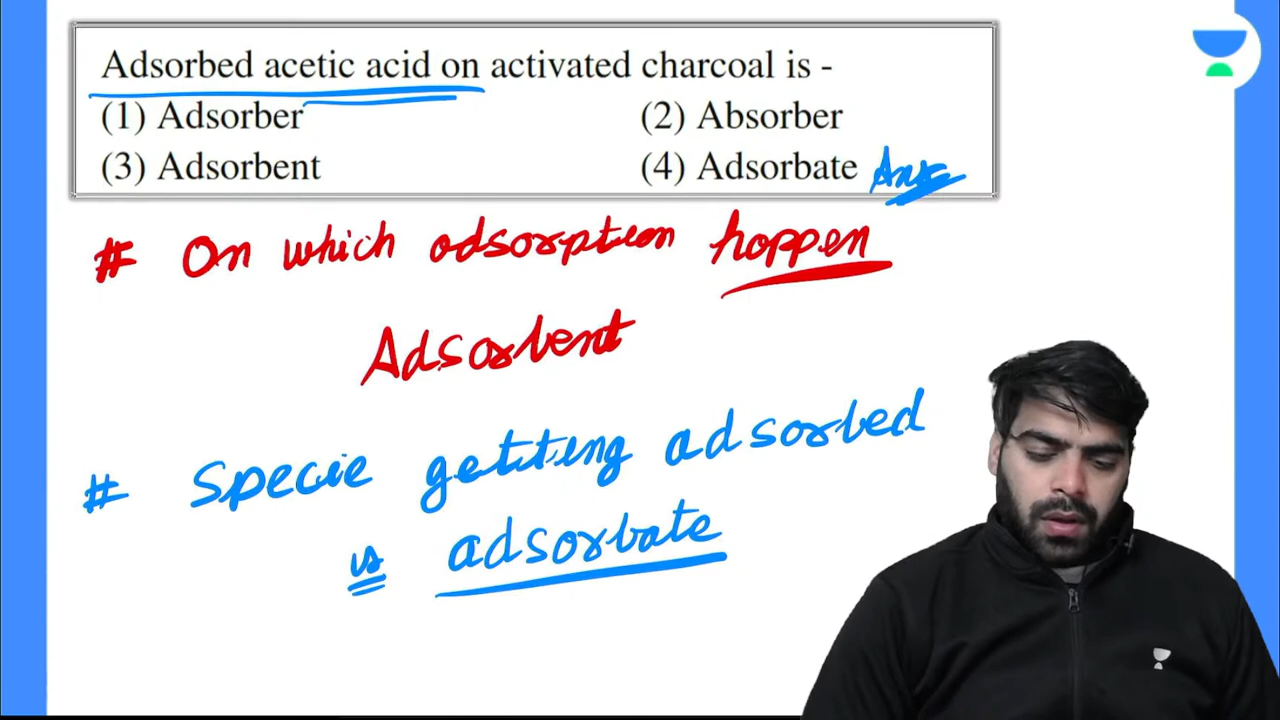 Adsorbed acetic acid on activated charcoal is -
(1) Adsorber (2) Absorber
(3) Adsorbent (4) Adsorbate Ans
# On which adsorption happen
Adsorbent
# Specie getting adsorbed
is adsorbate